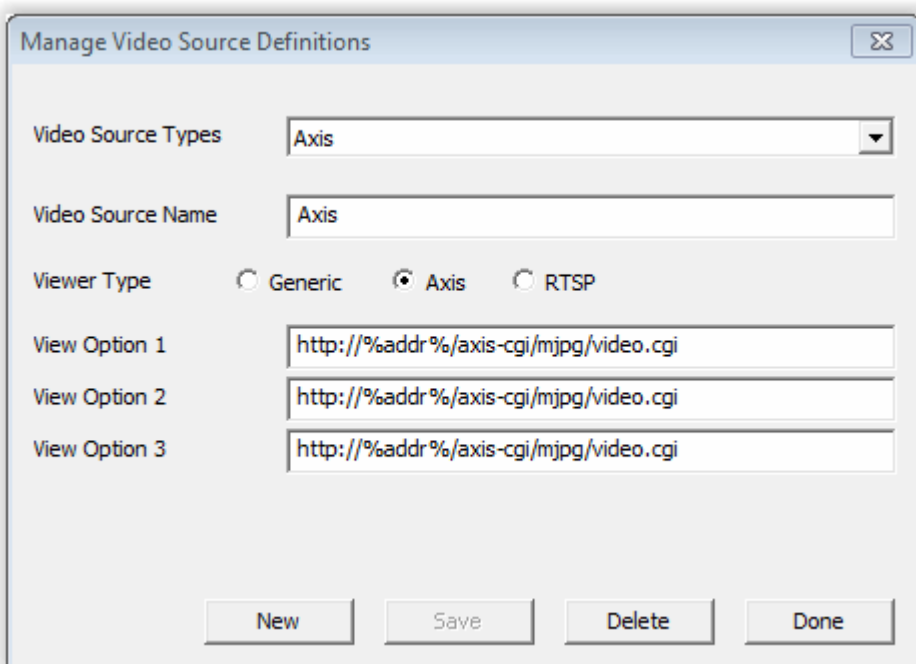 Manage Video Source Definitions
Video Source Types Axis
Video Source Name Axis
Viewer Type Generic Axis RTSP
View Option 1 http://%addr%/axis-cgi/mjpg/video.cgi
View Option 2 http://%addr%/axis-cgi/mjpg/video.cgi
View Option 3 http://%addr%/axis-cgi/mjpg/video.cgi
New Save Delete Done